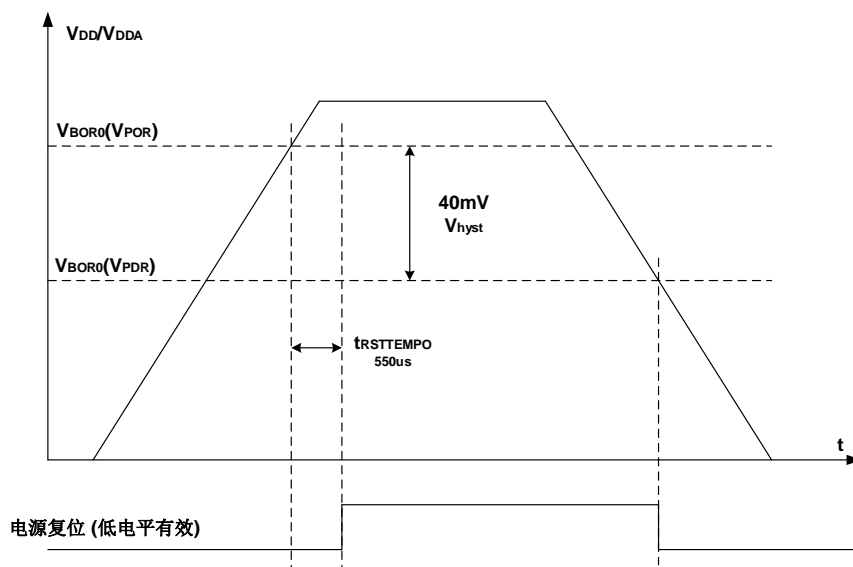 VDD/VDDA
VBOR0(VPOR)
40mV
Vhyst
VBOR0(VPDR)
tRSTTEMPO
550us
t
电源复位 (低电平有效)